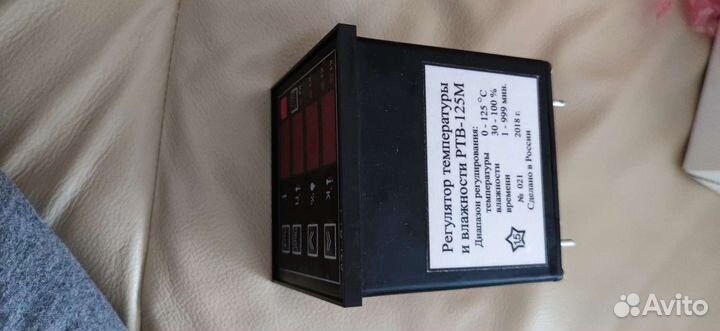 Регулятор температуры
и влажности РТВ-125М
Диапазон регулирования:
температуры 0 - 125 °С
влажности 30 - 100 %
времени 1 - 999 мин.
№ 021 2018 г.
Сделано в России
15
Avito